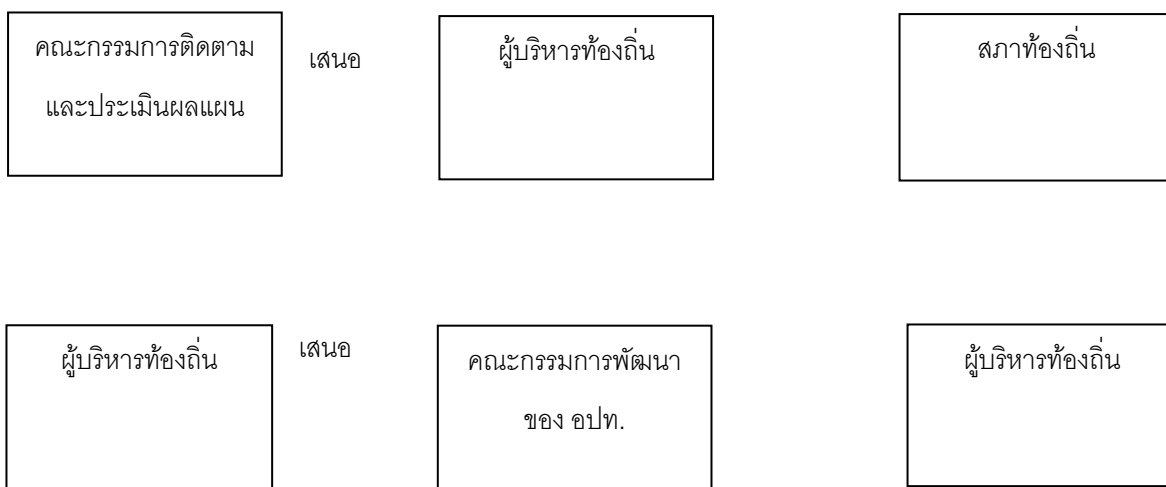 คณะกรรมการติดตาม
และประเมินผลแผน
เสนอ
ผู้บริหารท้องถิ่น
สภาท้องถิ่น
ผู้บริหารท้องถิ่น
เสนอ
คณะกรรมการพัฒนา
ของ อปท.
ผู้บริหารท้องถิ่น